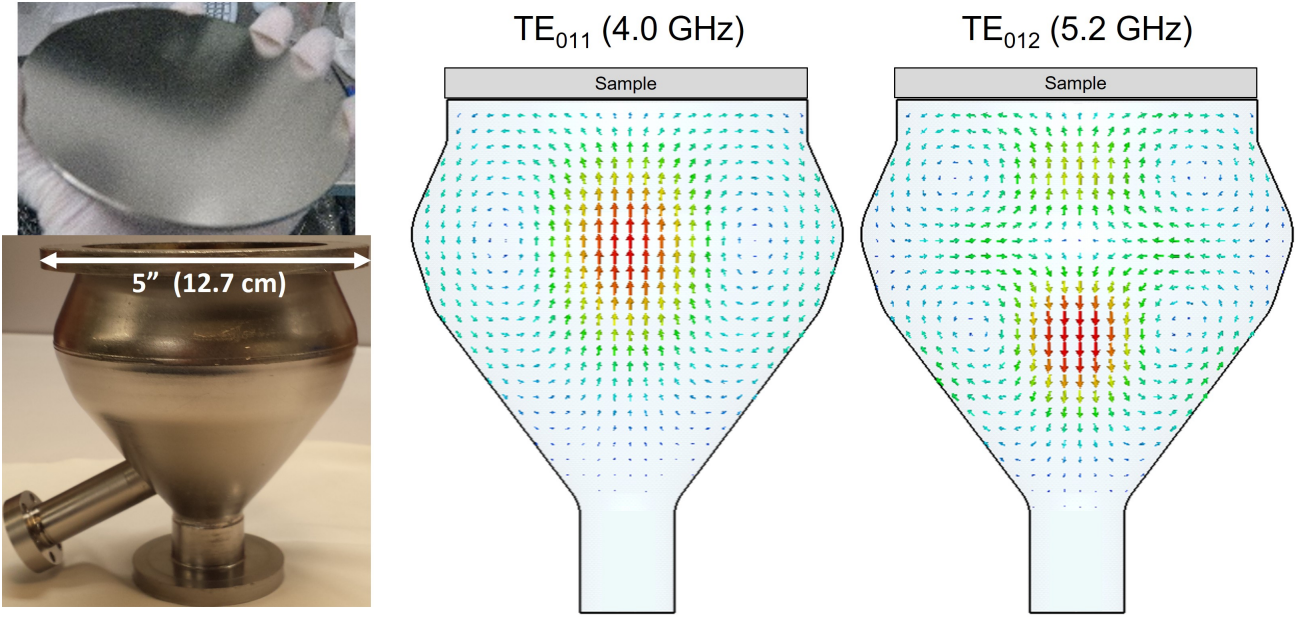 TE011 (4.0 GHz)
TE012 (5.2 GHz)
Sample
Sample
5” (12.7 cm)